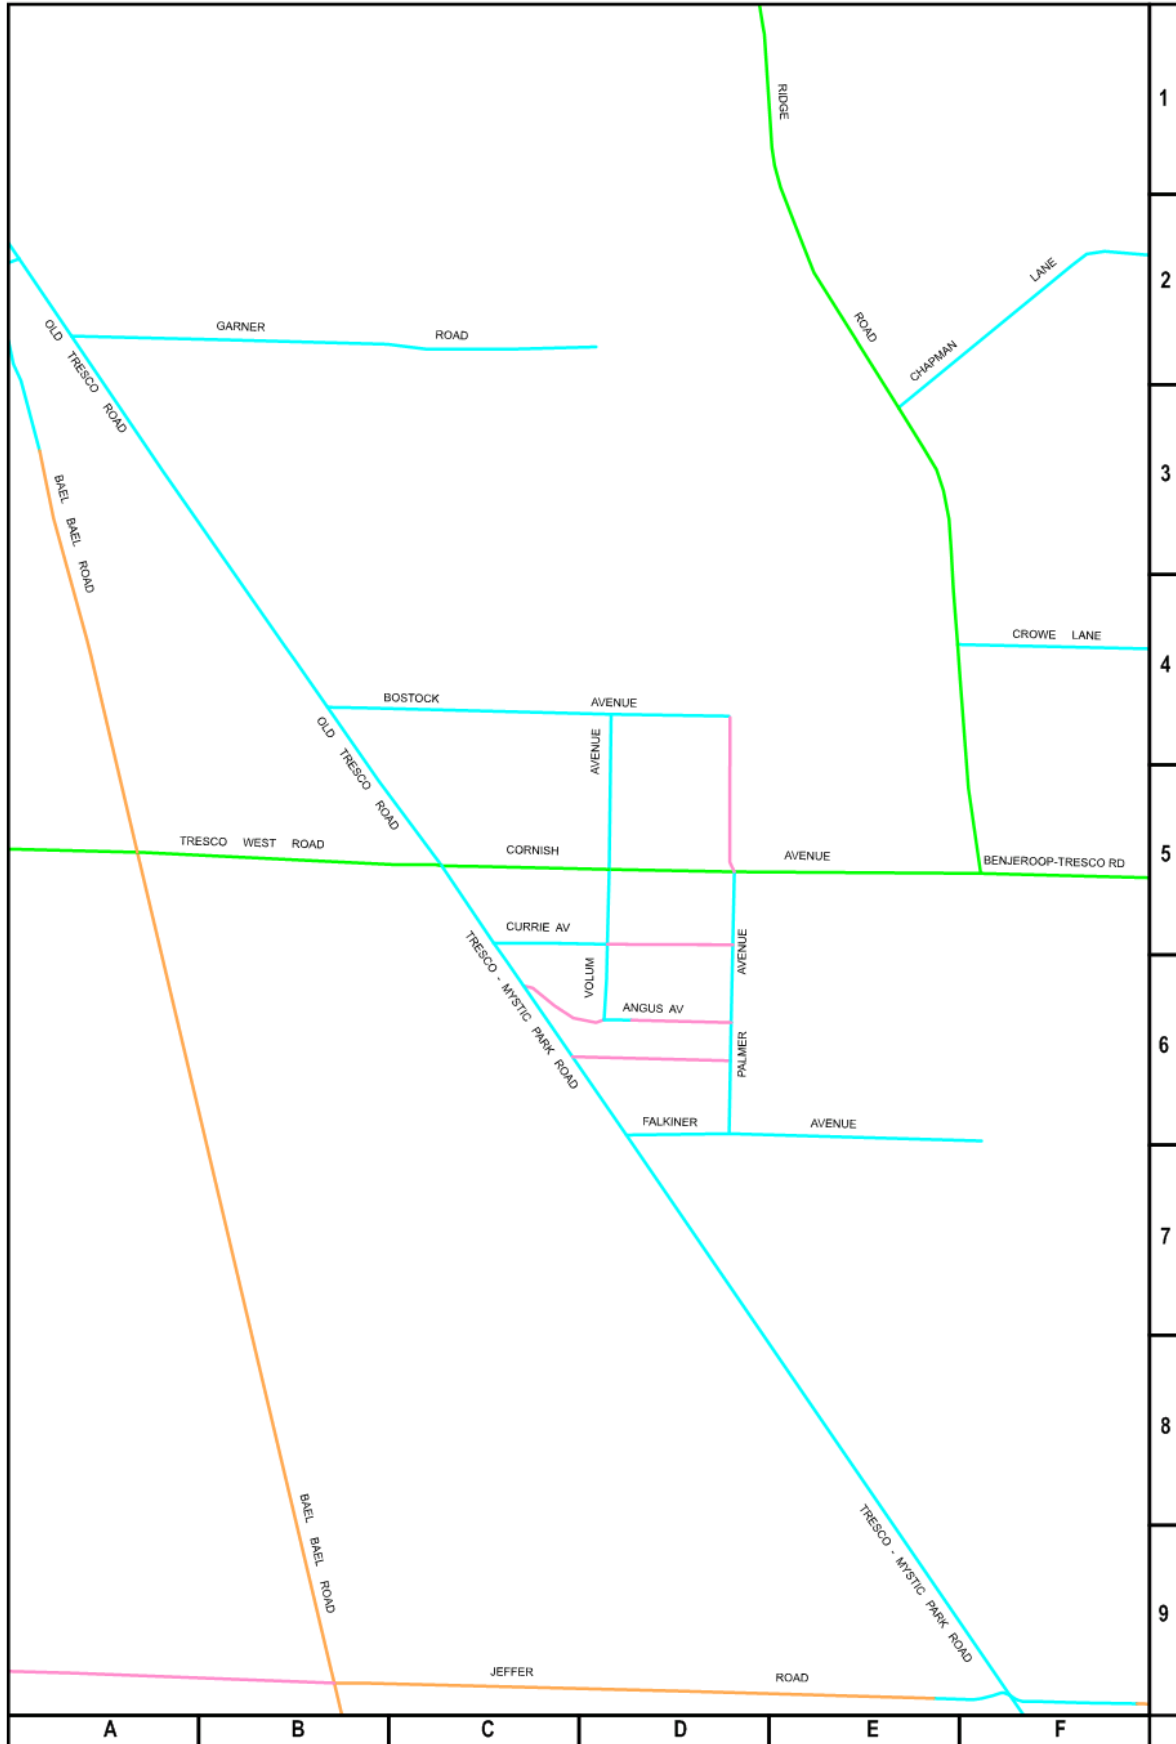 RIDGE
1
LANE
2
GARNER
ROAD
ROAD
CHAPMAN
OLD TRESCO ROAD
3
BAEL BAEL ROAD
CROWE LANE
4
BOSTOCK
AVENUE
OLD TRESCO ROAD
AVENUE
TRESCO WEST ROAD
CORNISH
AVENUE
BENJEROOP-TRESCO RD
5
CURRIE AV
TRESCO - MYSTIC PARK ROAD
VOLUM
AVENUE
ANGUS AV
PALMER
6
FALKINER
AVENUE
7
8
BAEL BAEL ROAD
TRESCO - MYSTIC PARK ROAD
9
JEFFER
ROAD
A
B
C
D
E
F